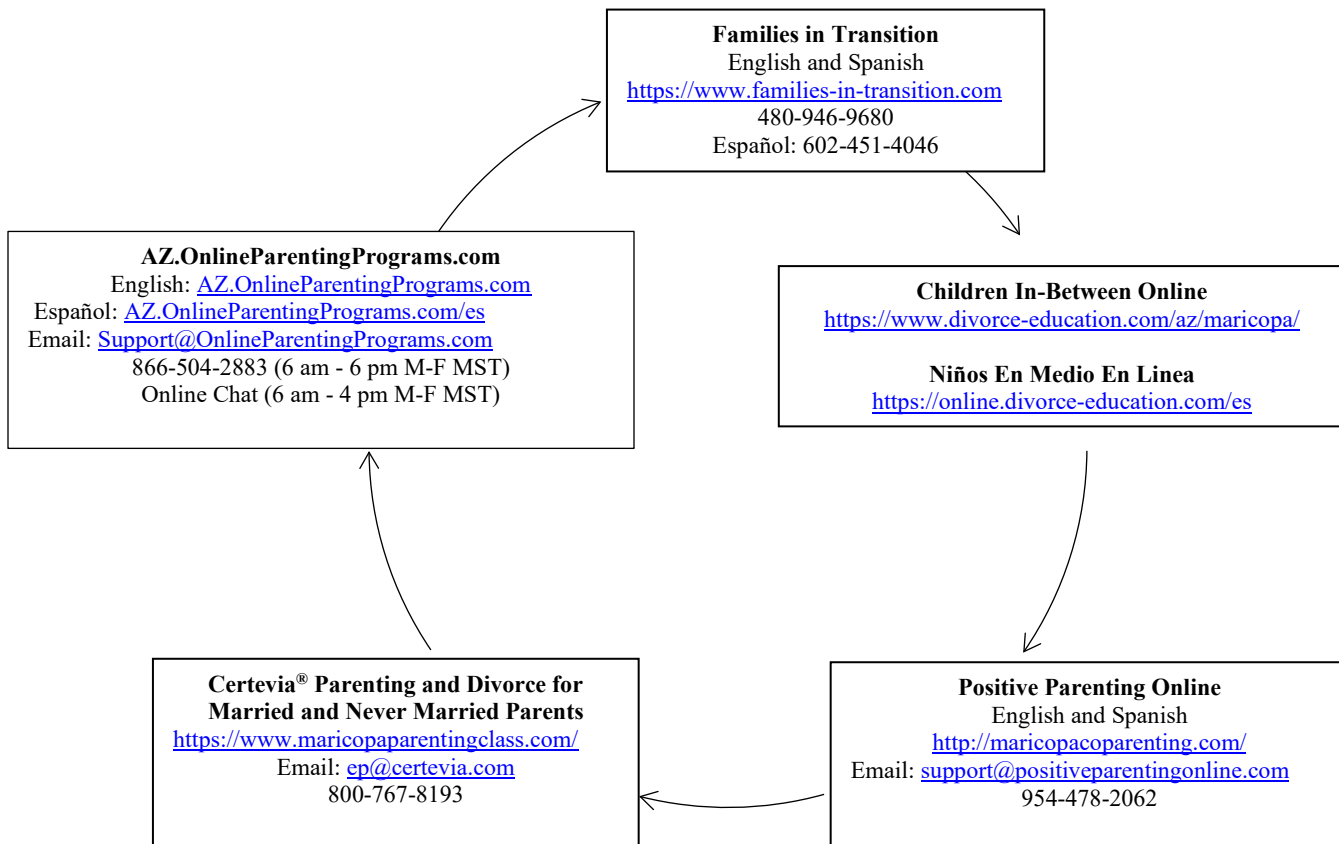 Families in Transition
English and Spanish
https://www.families-in-transition.com
480-946-9680
Español: 602-451-4046
Children In-Between Online
https://www.divorce-education.com/az/maricopa/
Niños En Medio En Linea
https://online.divorce-education.com/es
Positive Parenting Online
English and Spanish
http://maricopacoparenting.com/
Email: support@positiveparentingonline.com
954-478-2062
Certevia® Parenting and Divorce for
Married and Never Married Parents
https://www.maricopaparentingclass.com/
Email: ep@certevia.com
800-767-8193
AZ.OnlineParentingPrograms.com
English: AZ.OnlineParentingPrograms.com
Español: AZ.OnlineParentingPrograms.com/es
Email: Support@OnlineParentingPrograms.com
866-504-2883 (6 am - 6 pm M-F MST)
Online Chat (6 am - 4 pm M-F MST)